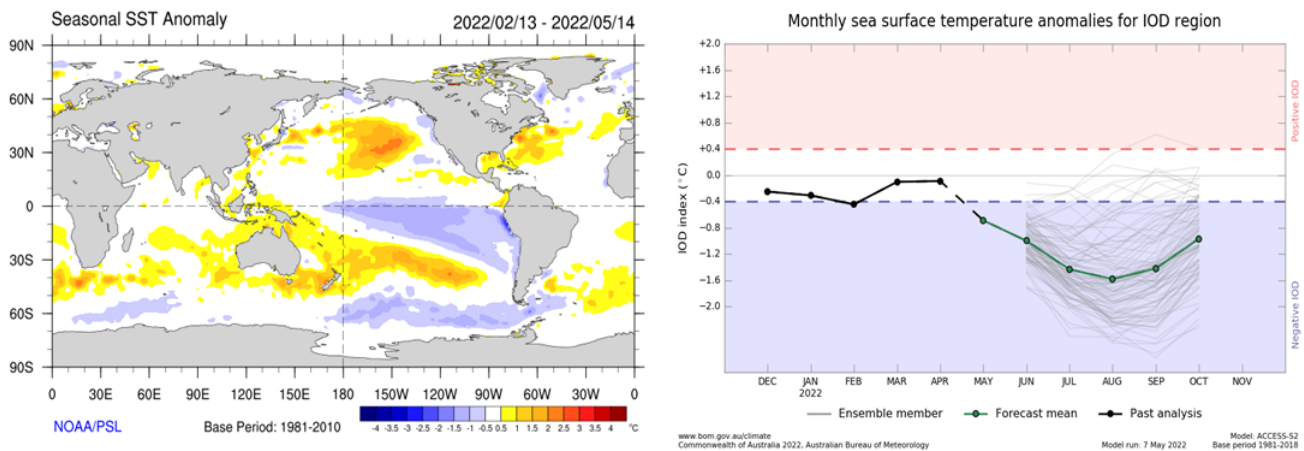 Seasonal SST Anomaly 2022/02/13 - 2022/05/14
90N
60N
30N
0
30S
60S
90S
0 30E 60E 90E 120E 150E 180 150W 120W 90W 60W 30W 0
NOAA/PSL Base Period: 1981-2010
-4 -3.5 -3 -2.5 -2 -1.5 -1 -0.5 0.5 1 1.5 2 2.5 3 3.5 4 °C
Monthly sea surface temperature anomalies for IOD region
IOD index (°C)
+2.0
+1.6
+1.2
+0.8
+0.4
0.0
−0.4
−0.8
−1.2
−1.6
−2.0
Positive IOD
Negative IOD
DEC JAN FEB MAR APR MAY JUN JUL AUG SEP OCT NOV
2022
Ensemble member Forecast mean Past analysis
www.bom.gov.au/climate Model: ACCESS-S2
Commonwealth of Australia 2022, Australian Bureau of Meteorology Model run: 7 May 2022 Base period 1981-2018